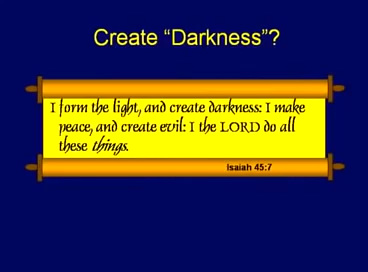 Create “Darkness”?
I form the light, and create darkness: I make
peace, and create evil: I the LORD do all
these things.
Isaiah 45:7